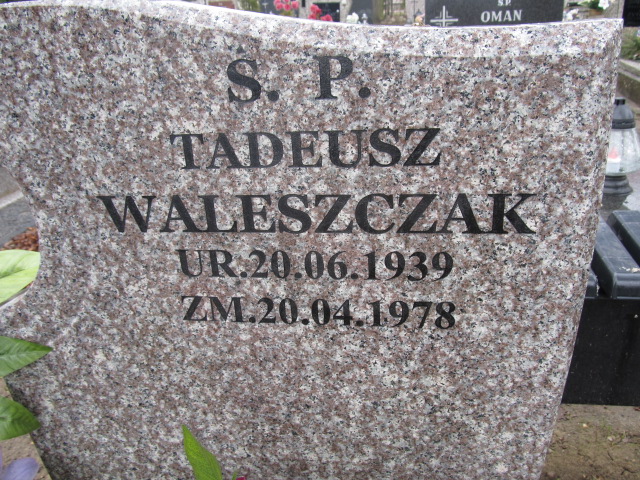 S.P.
OMAN
Ś. P.
TADEUSZ
WALESZCZAK
UR.20.06.1939
ZM.20.04.1978